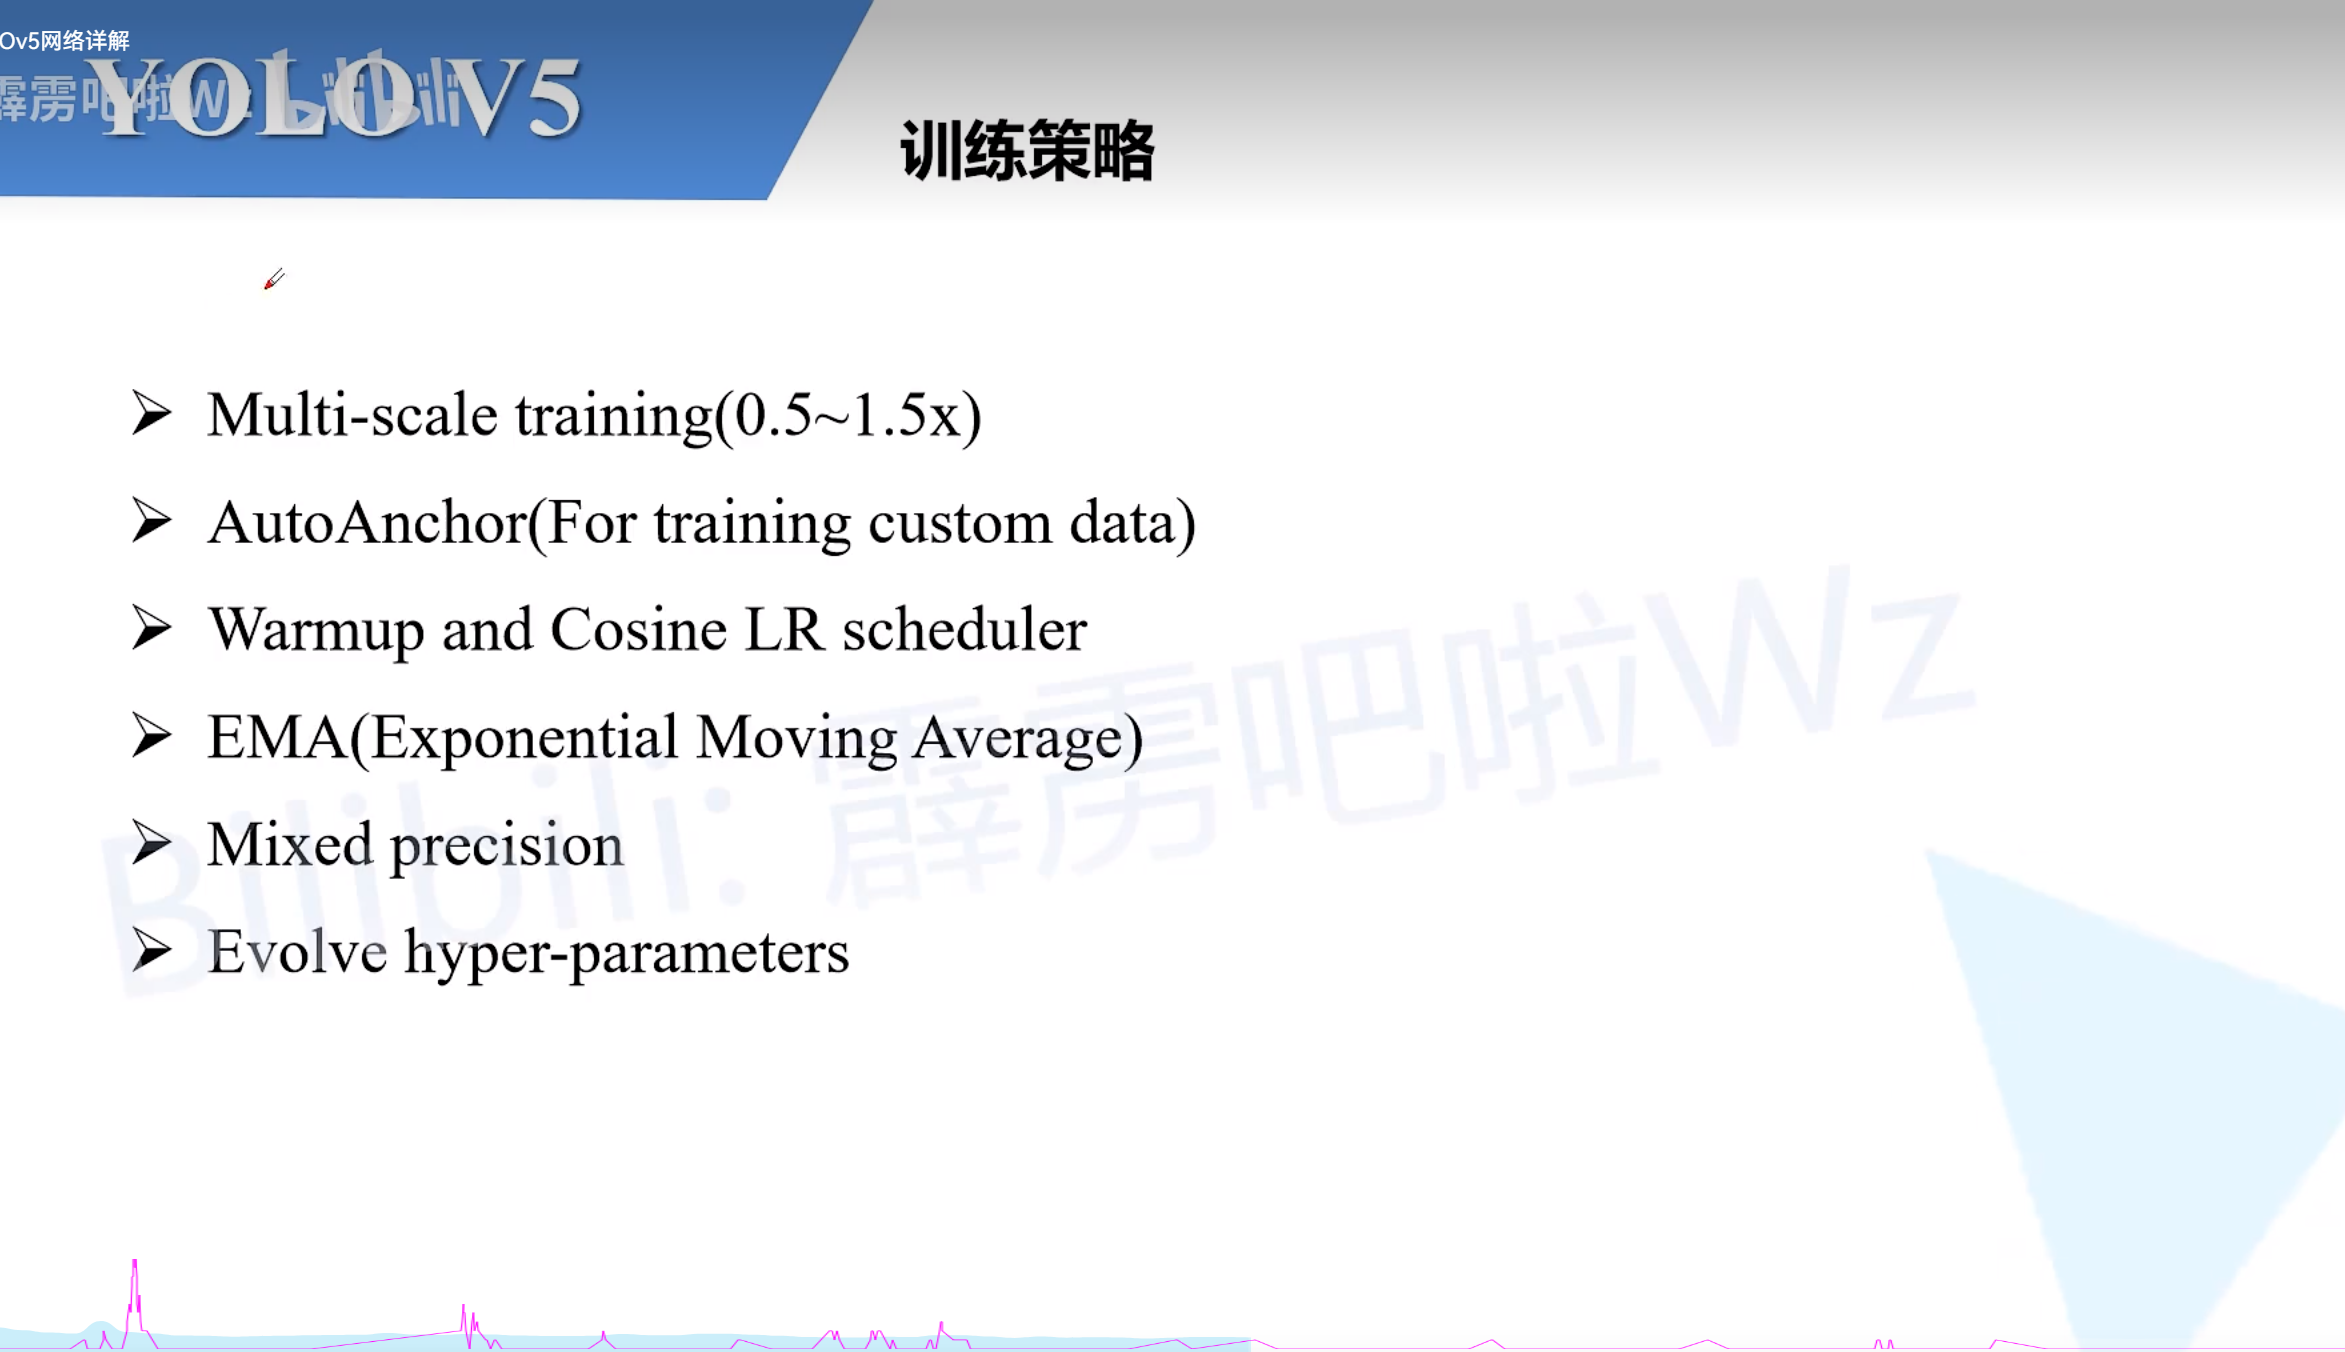 Ov5网络详解
霹雳吧啦Wz bilibili
YOLO V5
训练策略
Multi-scale training(0.5~1.5x)
AutoAnchor(For training custom data)
Warmup and Cosine LR scheduler
EMA(Exponential Moving Average)
Mixed precision
Evolve hyper-parameters
Bilibili: 霹雳吧啦Wz